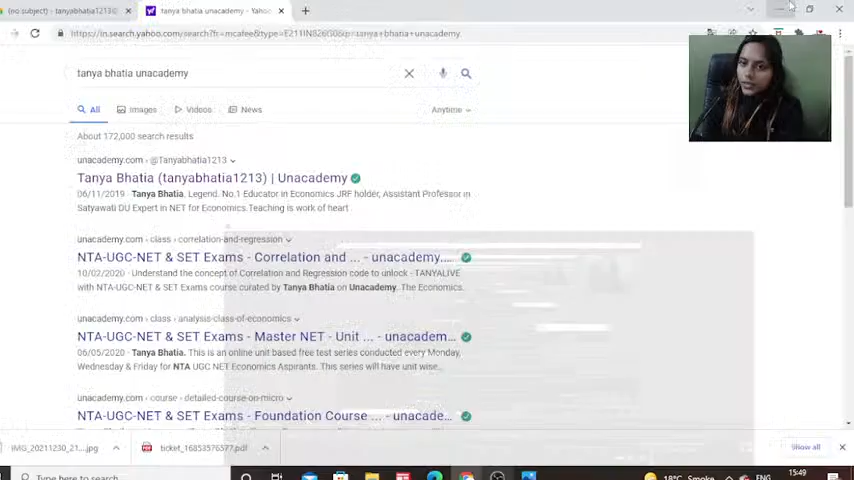 (no subject) - tanyabhatia1213@
tanya bhatia unacademy - Yahoo
https://in.search.yahoo.com/search?fr=mcafee&type=E211IN826G0&p=tanya+bhatia+unacademy
tanya bhatia unacademy
All Images Videos News Anytime
About 172,000 search results
unacademy.com › @Tanyabhatia1213
Tanya Bhatia (tanyabhatia1213) | Unacademy
06/11/2019 · Tanya Bhatia. Legend. No.1 Educator in Economics JRF holder, Assistant Professor in
Satyawali DU Expert in NET for Economics.Teaching is work of heart
unacademy.com › class › correlation-and-regression
NTA-UGC-NET & SET Exams - Correlation and ... - unacademy....
10/02/2020 · Understand the concept of Correlation and Regression code to unlock - TANYALIVE
with NTA-UGC-NET & SET Exams course curated by Tanya Bhatia on Unacademy. The Economics.
unacademy.com › class › analysis-class-of-economics
NTA-UGC-NET & SET Exams - Master NET - Unit ... - unacadem...
06/05/2020 · Tanya Bhatia. This is an online unit based free test series conducted every Monday,
Wednesday & Friday for NTA UGC NET Economics Aspirants. This series will have unit wise...
unacademy.com › course › detailed-course-on-micro
NTA-UGC-NET & SET Exams - Foundation Course ... - unacade...
IMG_20211230_21....jpg
ticket_16853576577.pdf
Show all
Type here to search
18°C Smoke
ENG
15:49